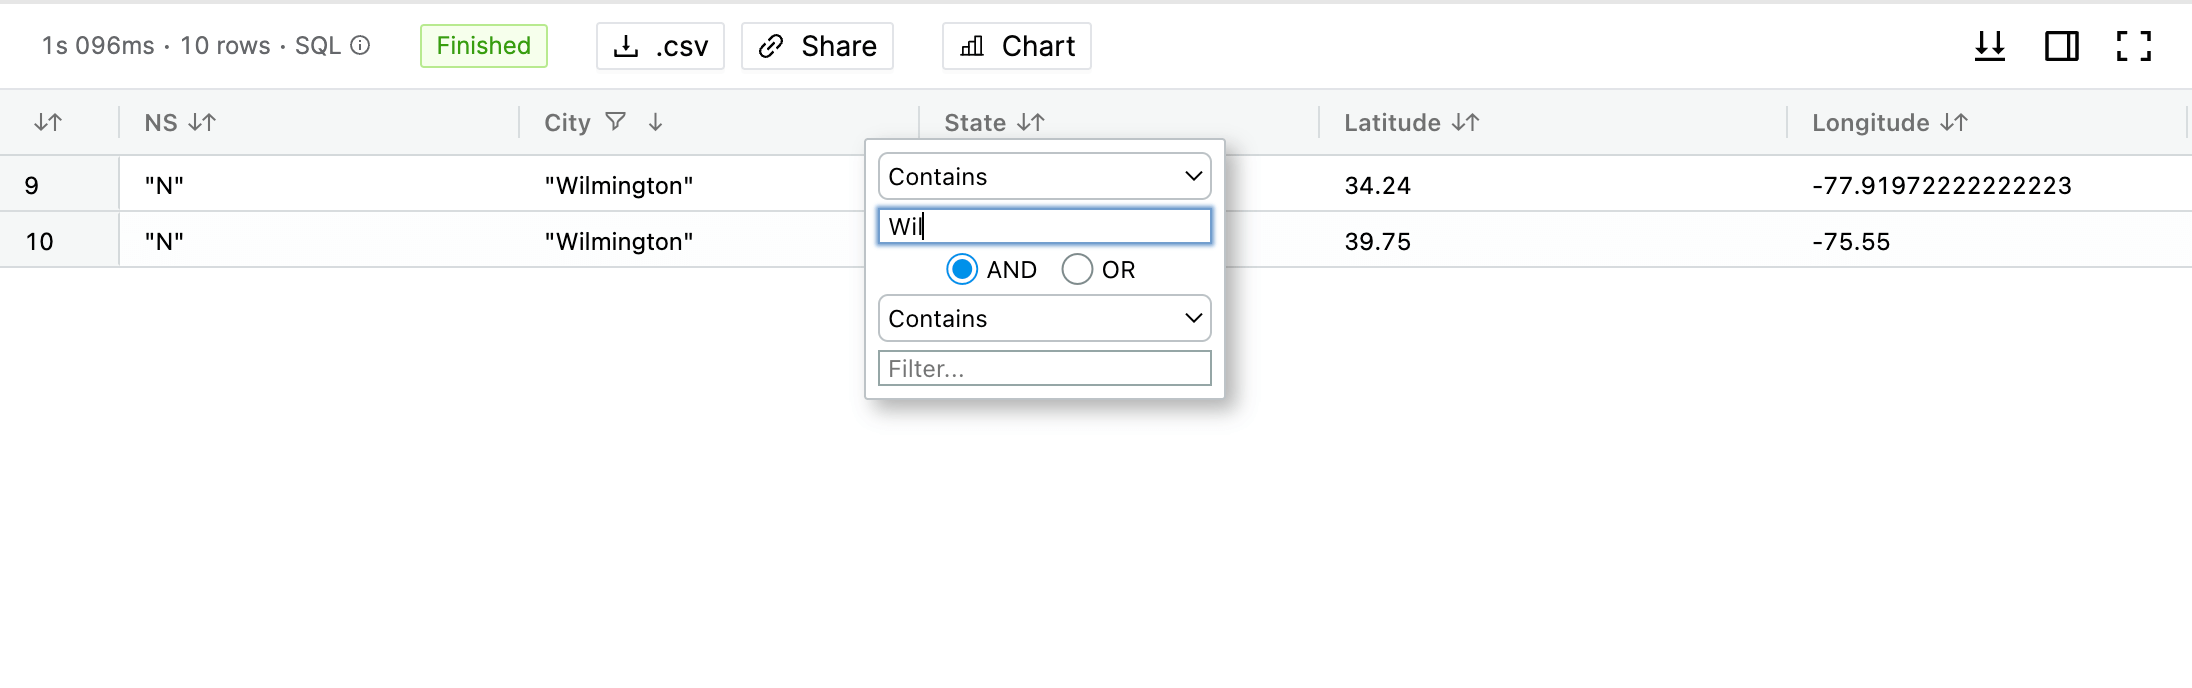 1s 096ms · 10 rows · SQL Finished .csv Share Chart
NS City State Latitude Longitude
9 "N" "Wilmington" 34.24 -77.91972222222223
10 "N" "Wilmington" 39.75 -75.55
Contains
Wil
AND OR
Contains
Filter...